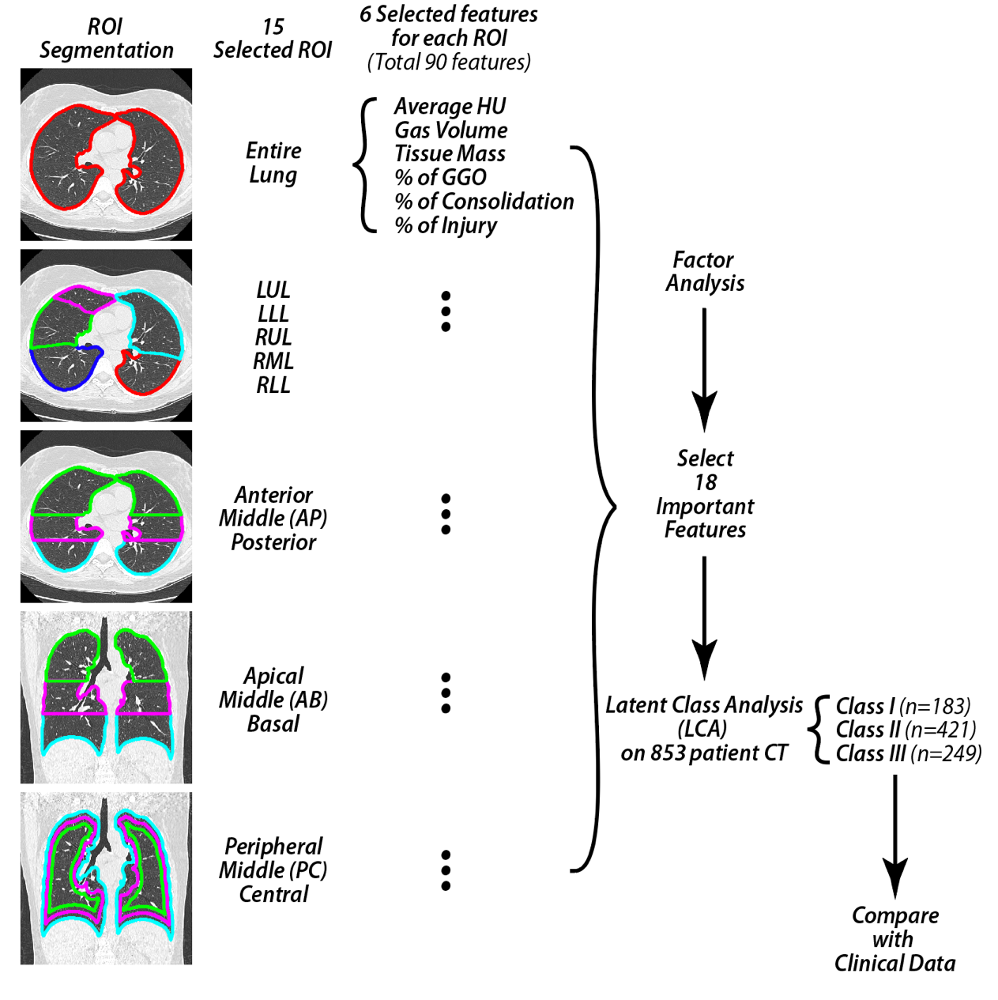 ROI
Segmentation
15
Selected ROI
6 Selected features
for each ROI
(Total 90 features)
Entire
Lung
Average HU
Gas Volume
Tissue Mass
% of GGO
% of Consolidation
% of Injury
LUL
LLL
RUL
RML
RLL
Anterior
Middle (AP)
Posterior
Apical
Middle (AB)
Basal
Peripheral
Middle (PC)
Central
Factor
Analysis
Select
18
Important
Features
Latent Class Analysis
(LCA)
on 853 patient CT
Class I (n=183)
Class II (n=421)
Class III (n=249)
Compare
with
Clinical Data